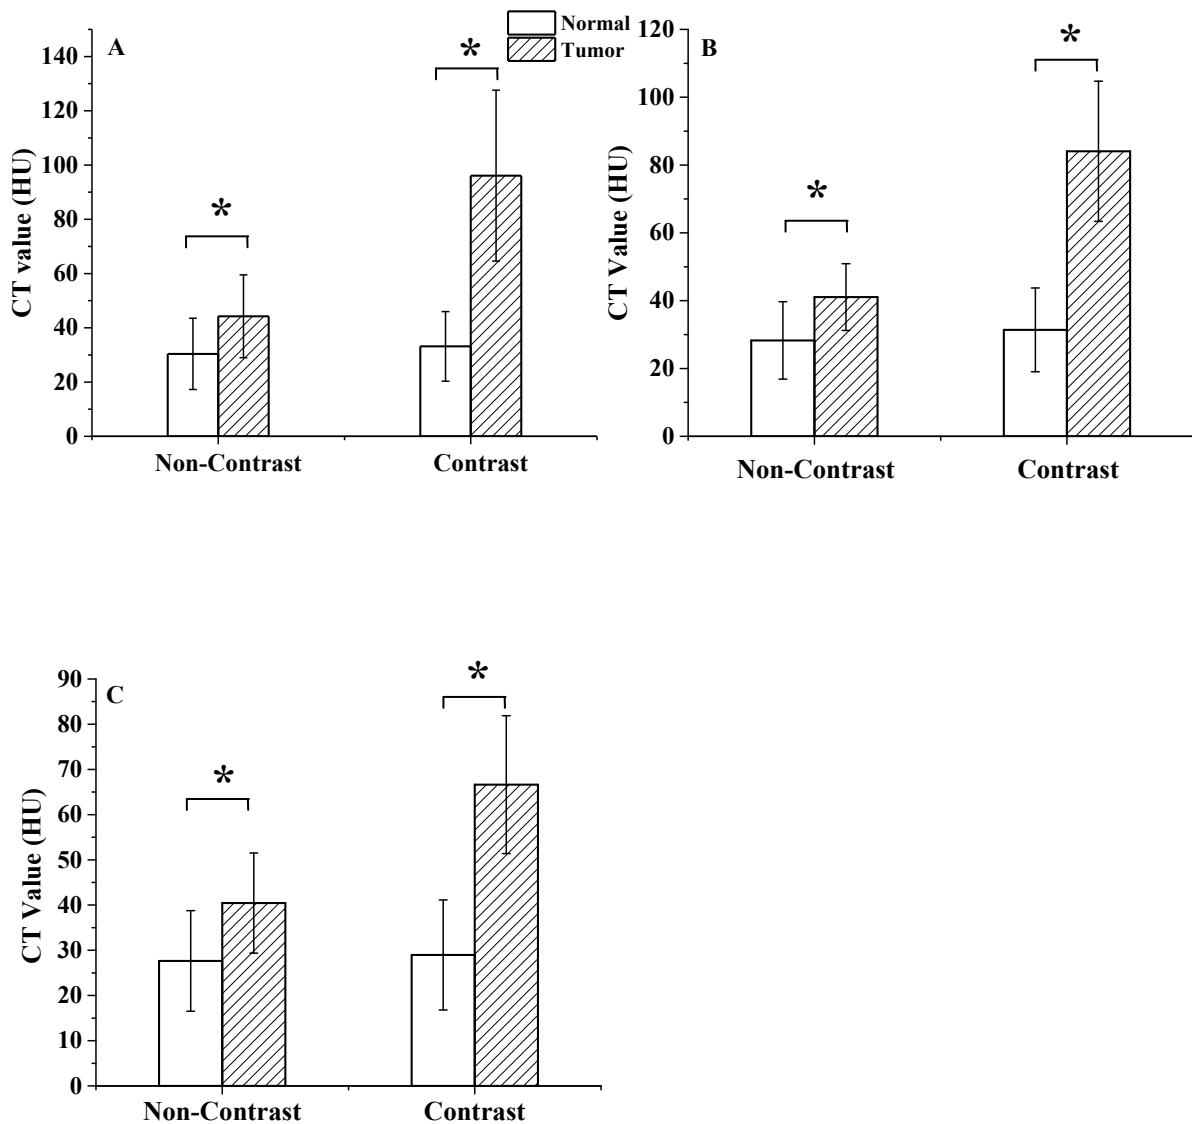 A
Normal
Tumor
*
*
CT value (HU)
140
120
100
80
60
40
20
0
Non-Contrast
Contrast
B
*
*
CT Value (HU)
120
100
80
60
40
20
0
Non-Contrast
Contrast
C
*
*
CT Value (HU)
90
80
70
60
50
40
30
20
10
0
Non-Contrast
Contrast